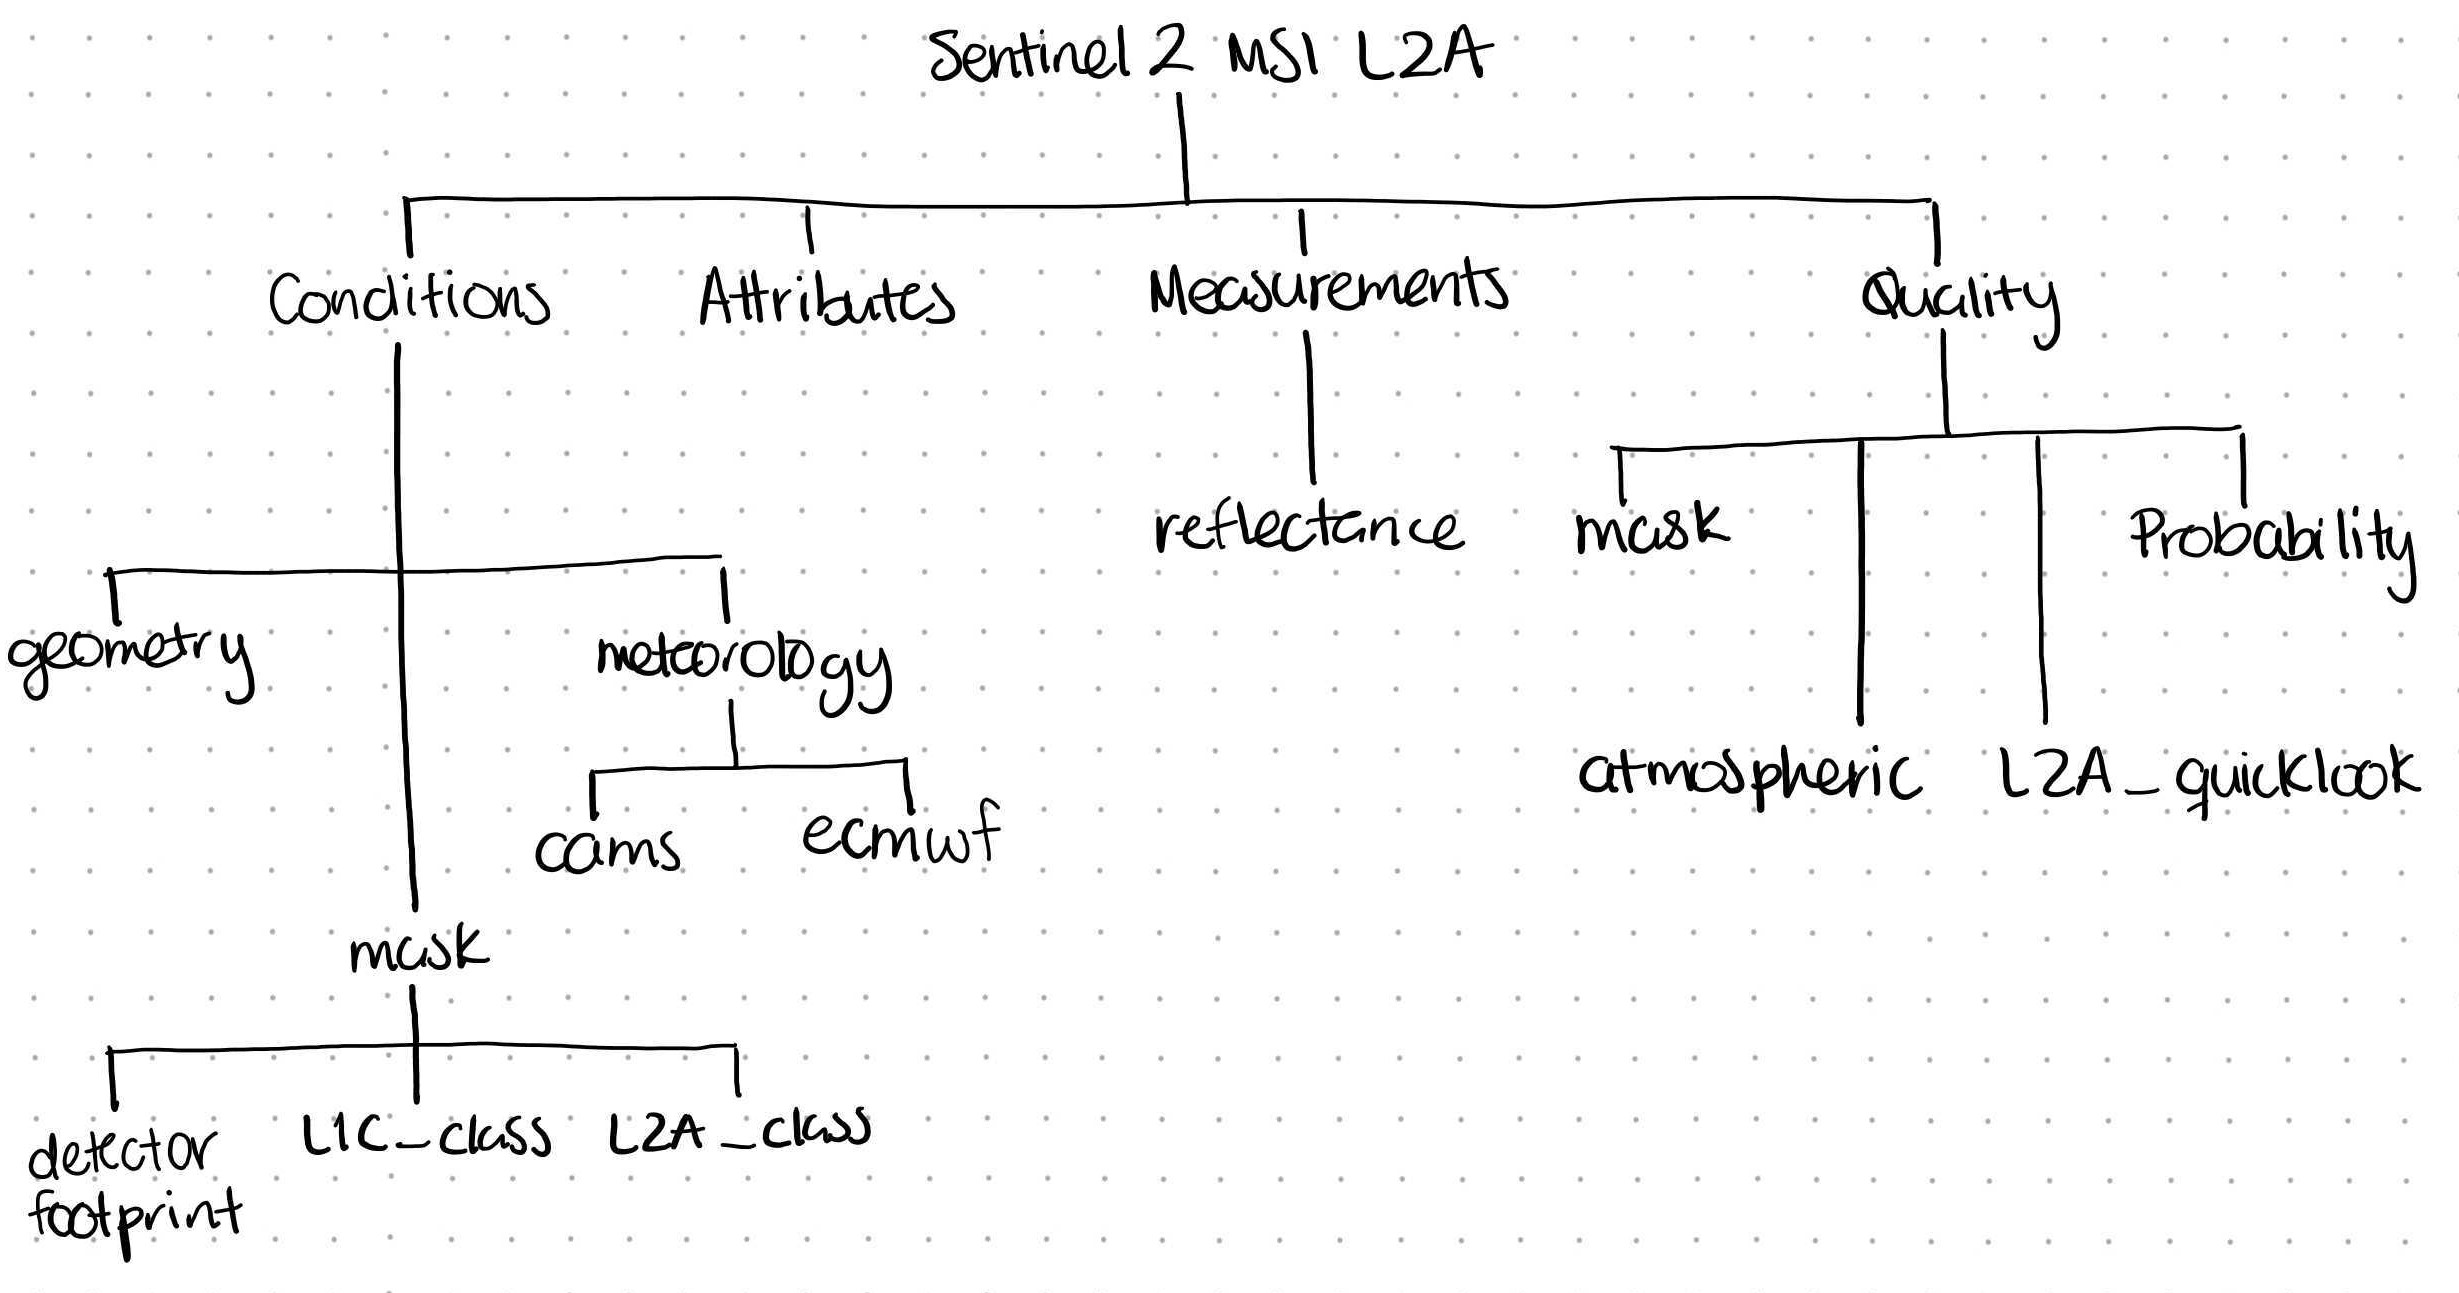 Sentinel 2 MSI L2A
Conditions Attributes Measurements Quality
reflectance mask Probability
geometry meteorology
atmospheric L2A_quicklook
cams ecmwf
mask
detector L1C_class L2A_class
footprint